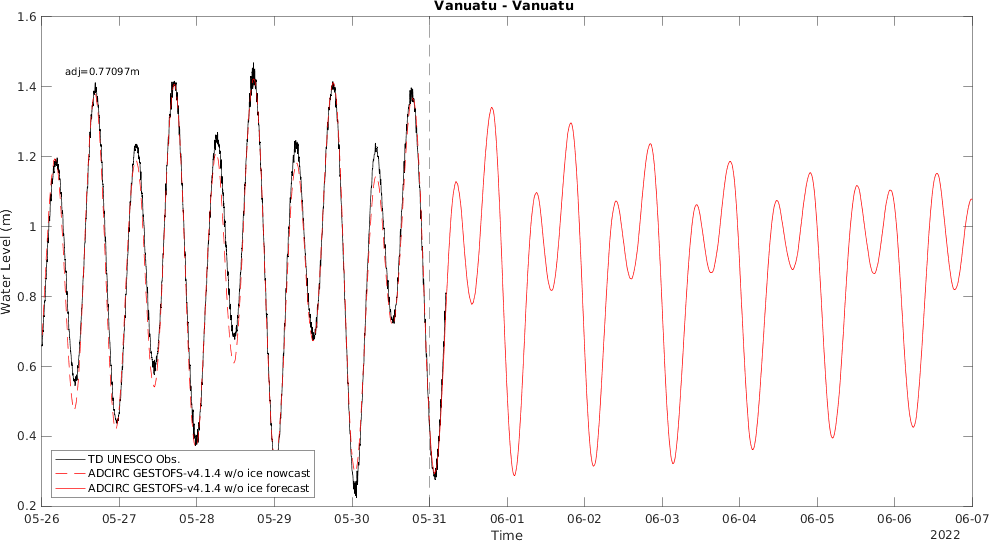 Vanuatu - Vanuatu
1.6
1.4
1.2
1
0.8
0.6
0.4
0.2
Water Level (m)
adj=0.77097m
TD UNESCO Obs.
ADCIRC GESTOFS-v4.1.4 w/o ice nowcast
ADCIRC GESTOFS-v4.1.4 w/o ice forecast
05-26 05-27 05-28 05-29 05-30 05-31 06-01 06-02 06-03 06-04 06-05 06-06 06-07
Time
2022